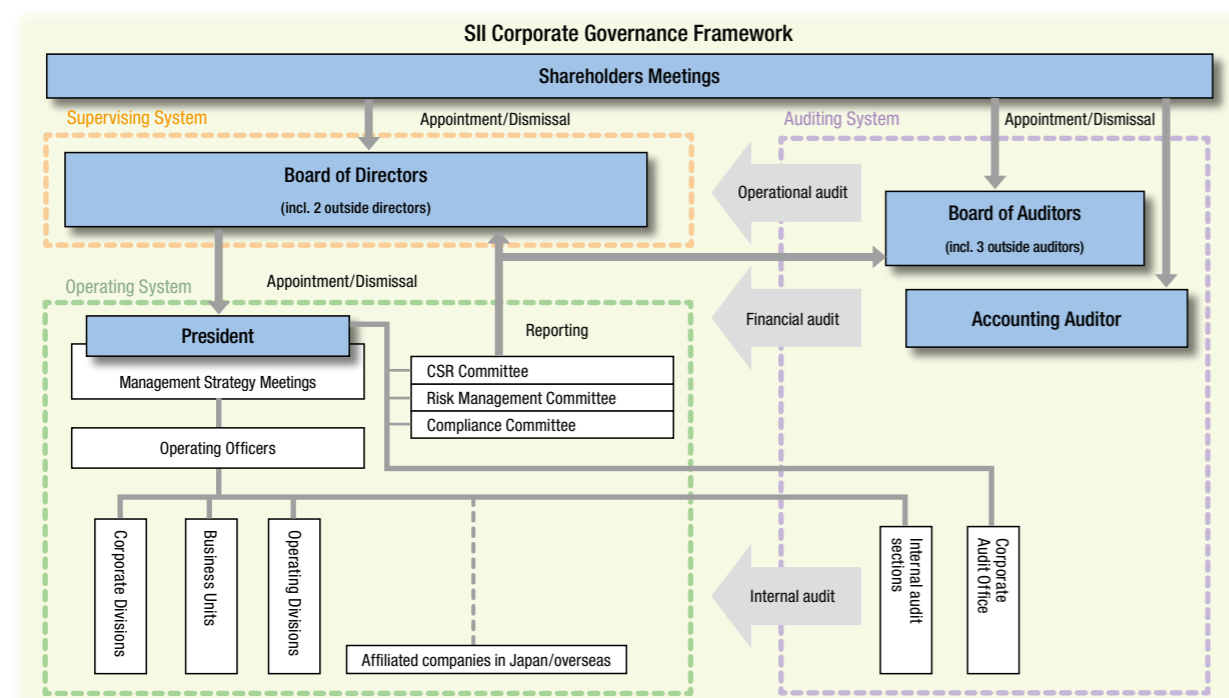 SII Corporate Governance Framework
Shareholders Meetings
Supervising System
Appointment/Dismissal
Auditing System
Appointment/Dismissal
Board of Directors
(incl. 2 outside directors)
Operational audit
Board of Auditors
(incl. 3 outside auditors)
Operating System
Appointment/Dismissal
President
Reporting
Financial audit
Accounting Auditor
Management Strategy Meetings
CSR Committee
Risk Management Committee
Compliance Committee
Operating Officers
Corporate Divisions
Business Units
Operating Divisions
Affiliated companies in Japan/overseas
Internal audit
Internal audit
sections
Corporate
Audit Office